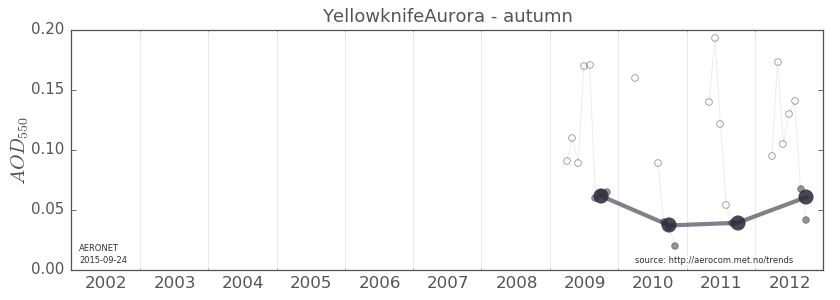 YellowknifeAurora - autumn
0.20
0.15
0.10
0.05
0.00
AOD550
AERONET
2015-09-24
source: http://aerocom.met.no/trends
2002 2003 2004 2005 2006 2007 2008 2009 2010 2011 2012